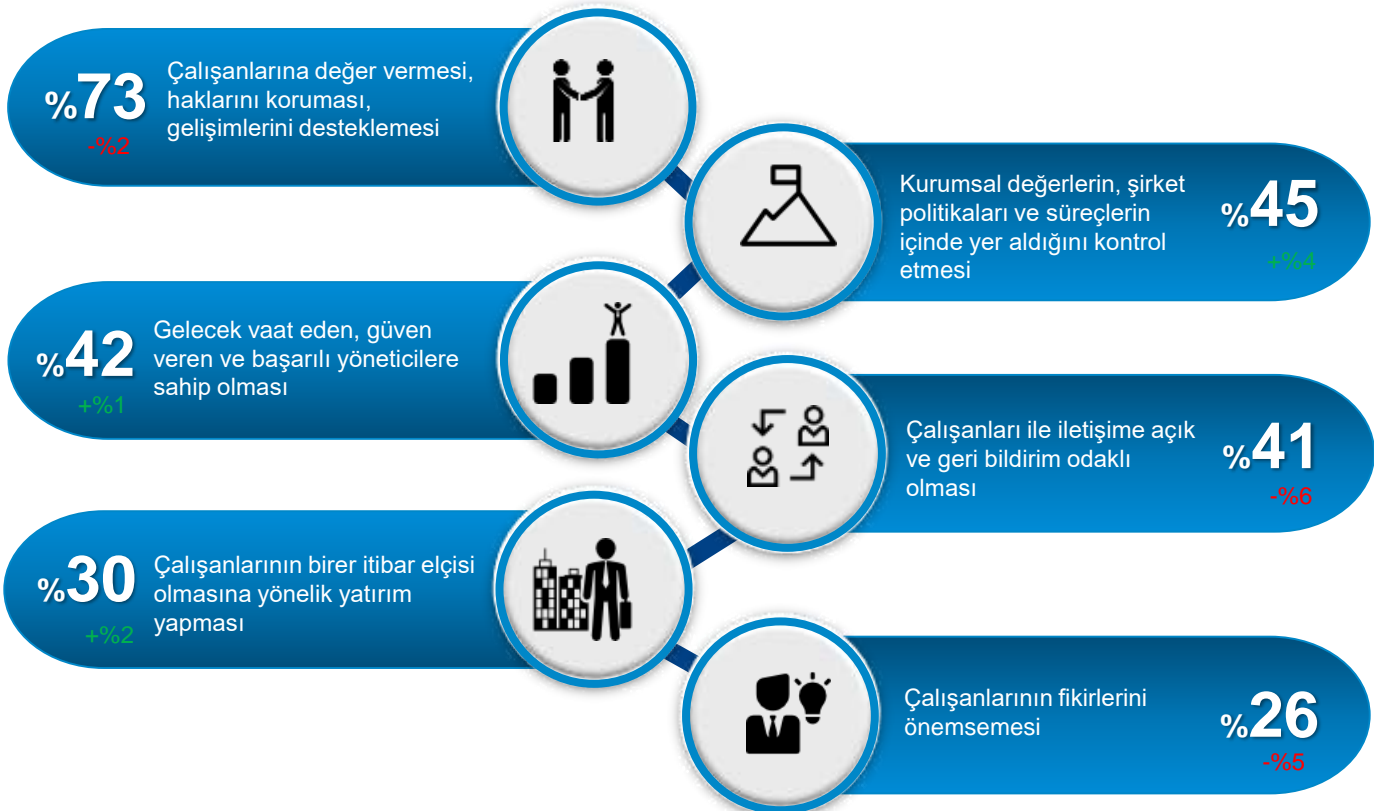 %73
-%2
Çalışanlarına değer vermesi,
haklarını koruması,
gelişimlerini desteklemesi
Kurumsal değerlerin, şirket
politikaları ve süreçlerin
içinde yer aldığını kontrol
etmesi
%45
+%4
%42
+%1
Gelecek vaat eden, güven
veren ve başarılı yöneticilere
sahip olması
Çalışanları ile iletişime açık
ve geri bildirim odaklı
olması
%41
-%6
%30
+%2
Çalışanlarının birer itibar elçisi
olmasına yönelik yatırım
yapması
Çalışanlarının fikirlerini
önemsemesi
%26
-%5